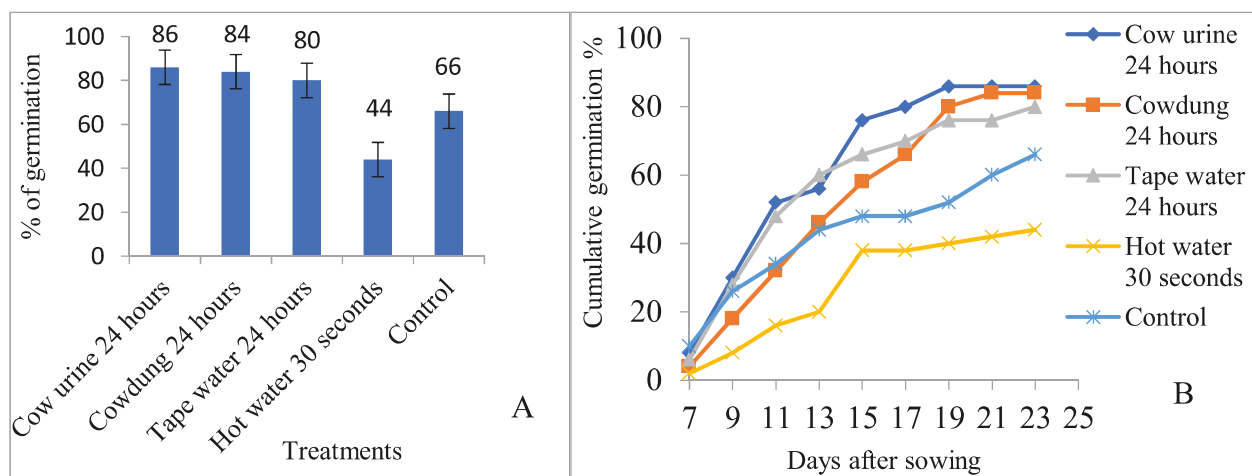 % of germination
100
80
60
40
20
0
86
84
80
44
66
Cow urine 24 hours
Cowdung 24 hours
Tape water 24 hours
Hot water 30 seconds
Control
Treatments
A
Cumulative germination %
100
80
60
40
20
0
7 9 11 13 15 17 19 21 23 25
Days after sowing
Cow urine
24 hours
Cowdung
24 hours
Tape water
24 hours
Hot water
30 seconds
Control
B